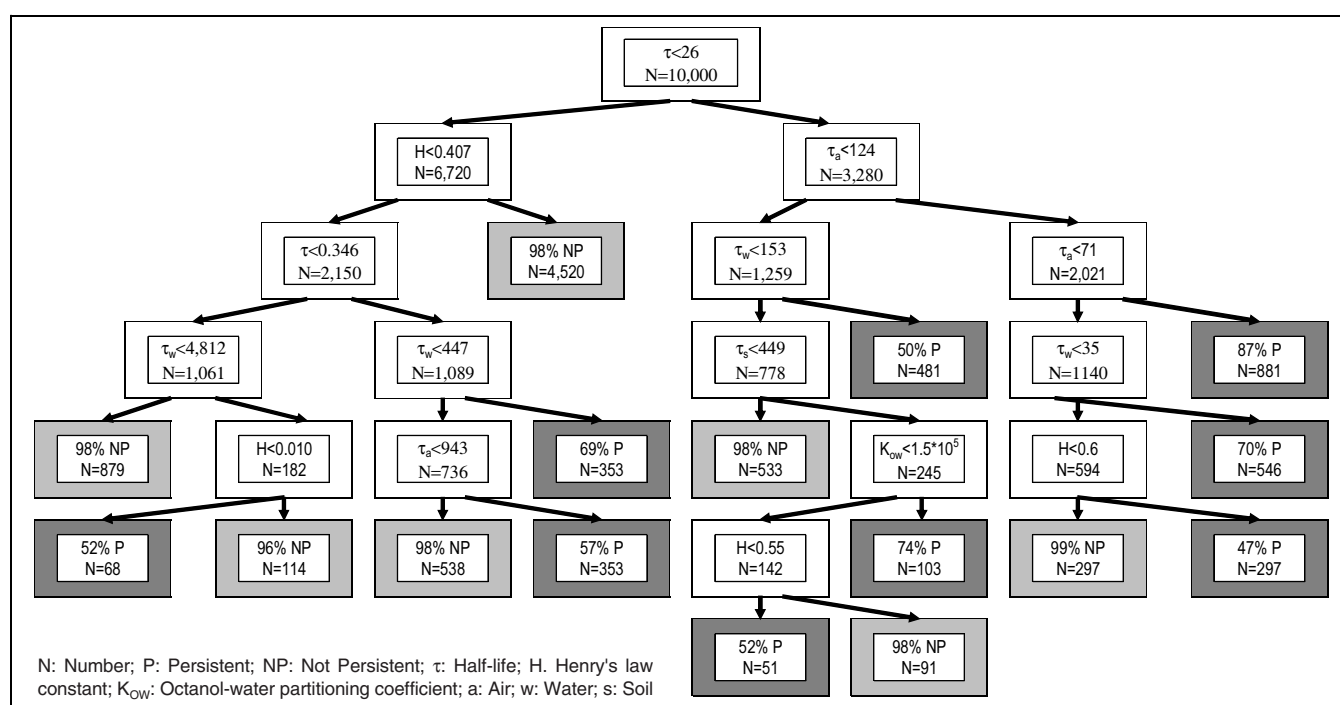 τ<26
N=10,000
H<0.407
N=6,720
τₐ<124
N=3,280
τ<0.346
N=2,150
98% NP
N=4,520
τw<153
N=1,259
τₐ<71
N=2,021
τw<4,812
N=1,061
τw<447
N=1,089
τₛ<449
N=778
50% P
N=481
τw<35
N=1140
87% P
N=881
98% NP
N=879
H<0.010
N=182
τₐ<943
N=736
69% P
N=353
98% NP
N=533
Kow<1.5*10⁵
N=245
H<0.6
N=594
70% P
N=546
52% P
N=68
96% NP
N=114
98% NP
N=538
57% P
N=353
H<0.55
N=142
74% P
N=103
99% NP
N=297
47% P
N=297
52% P
N=51
98% NP
N=91
N: Number; P: Persistent; NP: Not Persistent; τ: Half-life; H. Henry's law
constant; KOW: Octanol-water partitioning coefficient; a: Air; w: Water; s: Soil